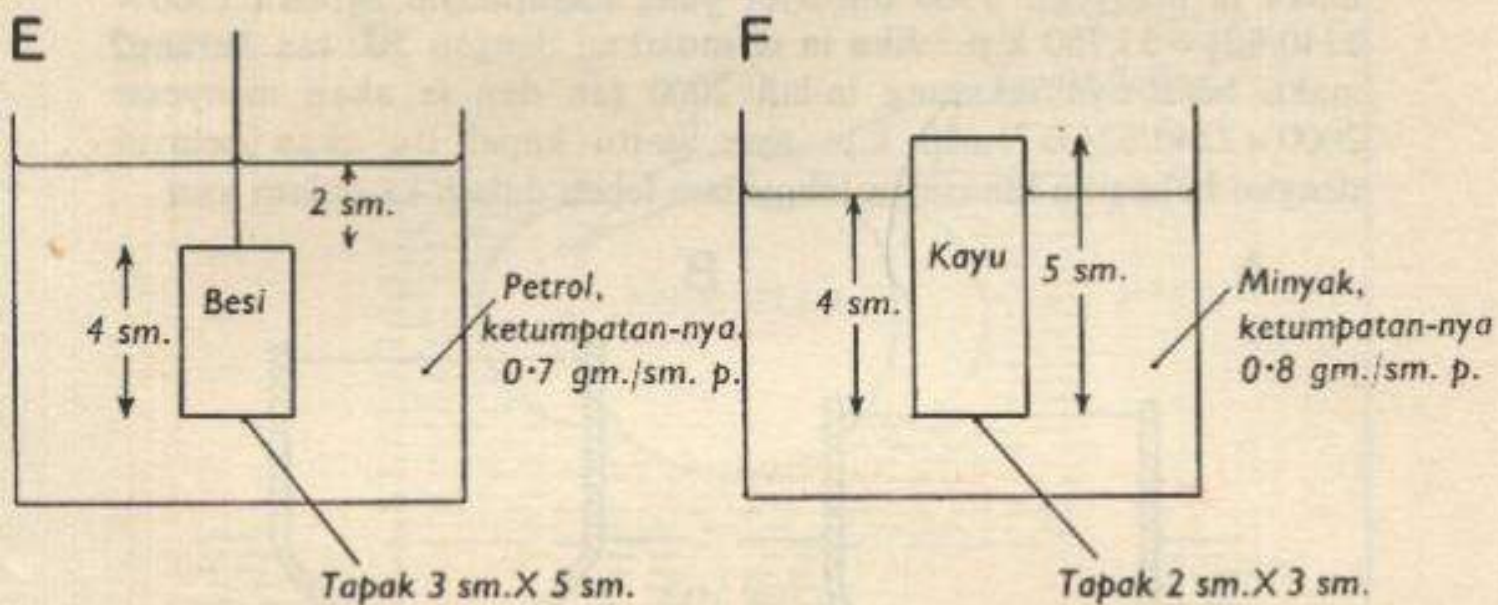 E
2 sm.
4 sm.
Besi
Petrol,
ketumpatan-nya.
0·7 gm./sm. p.
Tapak 3 sm. X 5 sm.
F
Kayu
5 sm.
4 sm.
Minyak,
ketumpatan-nya
0·8 gm./sm. p.
Tapak 2 sm. X 3 sm.